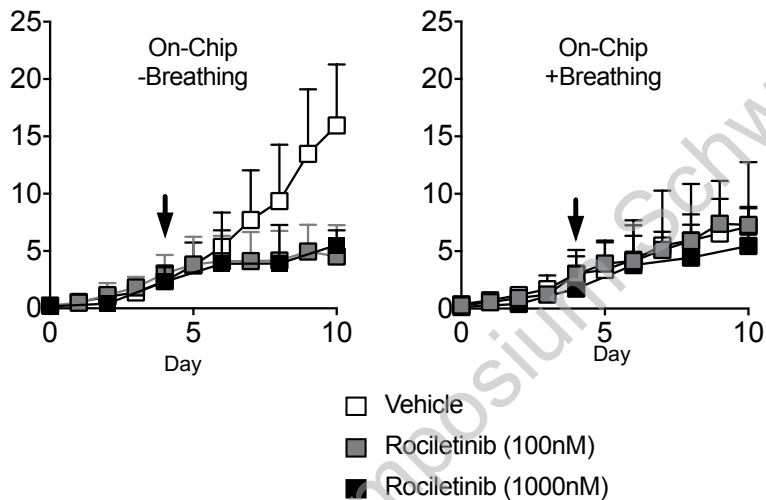 25
20
15
10
5
0
On-Chip
-Breathing
0
5
10
Day
25
20
15
10
5
0
On-Chip
+Breathing
0
5
10
Day
Vehicle
Rociletinib (100nM)
Rociletinib (1000nM)